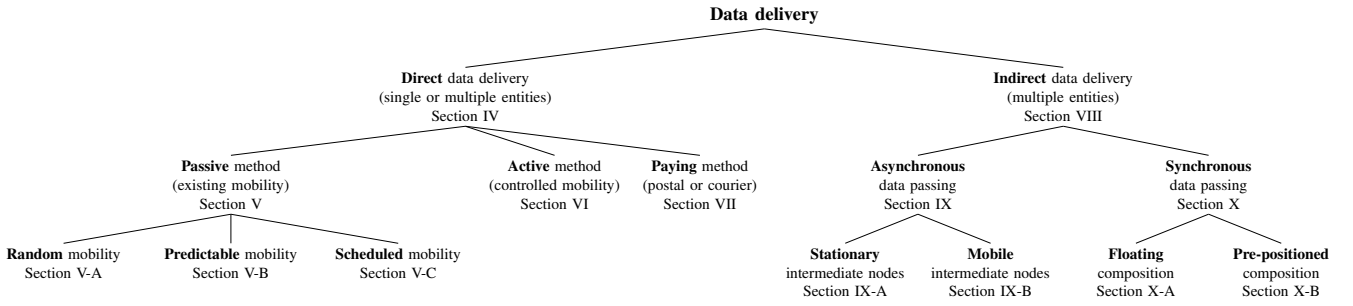 Data delivery
Direct data delivery
(single or multiple entities)
Section IV
Indirect data delivery
(multiple entities)
Section VIII
Passive method
(existing mobility)
Section V
Active method
(controlled mobility)
Section VI
Paying method
(postal or courier)
Section VII
Asynchronous
data passing
Section IX
Synchronous
data passing
Section X
Random mobility
Section V-A
Predictable mobility
Section V-B
Scheduled mobility
Section V-C
Stationary
intermediate nodes
Section IX-A
Mobile
intermediate nodes
Section IX-B
Floating
composition
Section X-A
Pre-positioned
composition
Section X-B